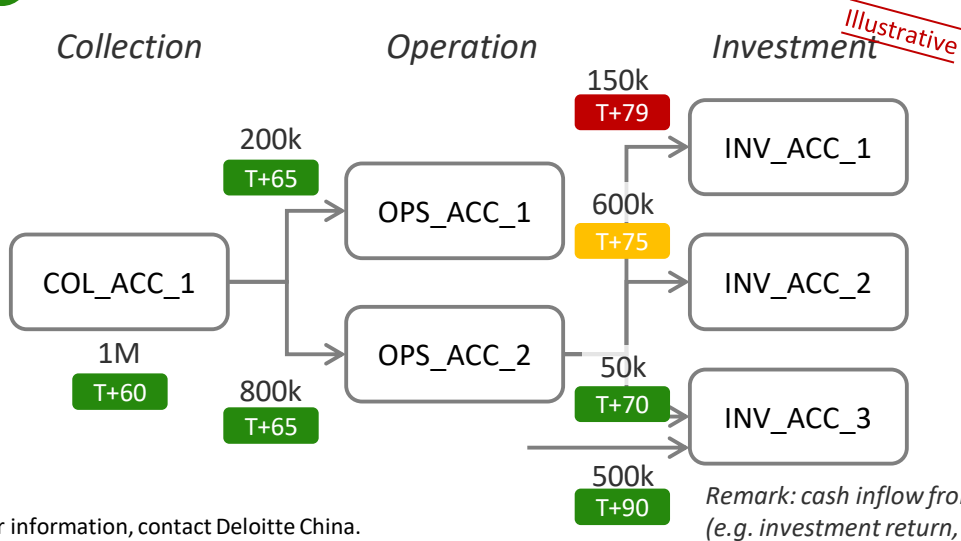 Illustrative
Collection
Operation
Investment
150k
T+79
INV_ACC_1
200k
T+65
OPS_ACC_1
600k
T+75
COL_ACC_1
INV_ACC_2
1M
T+60
OPS_ACC_2
800k
T+65
50k
T+70
INV_ACC_3
500k
T+90
Remark: cash inflow
(e.g. investment return,
information, contact Deloitte China.